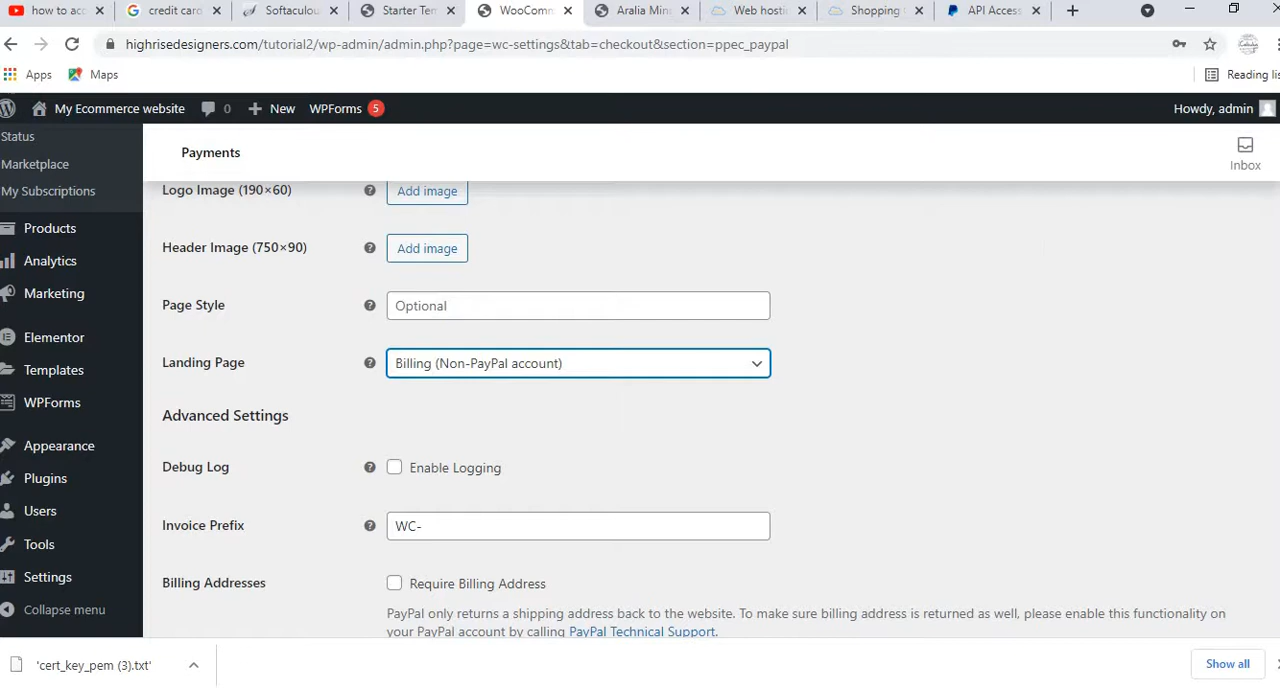 how to acc
credit card
Softaculou
Starter Tem
WooComm
Aralia Min
Web hosti
Shopping
API Access
highrisedesigners.com/tutorial2/wp-admin/admin.php?page=wc-settings&tab=checkout&section=ppec_paypal
Apps Maps Reading lis
My Ecommerce website 0 New WPForms 5 Howdy, admin
Status
Marketplace
My Subscriptions
Products
Analytics
Marketing
Elementor
Templates
WPForms
Appearance
Plugins
Users
Tools
Settings
Collapse menu
Payments
Inbox
Logo Image (190×60) Add image
Header Image (750×90) Add image
Page Style Optional
Landing Page Billing (Non-PayPal account)
Advanced Settings
Debug Log Enable Logging
Invoice Prefix WC-
Billing Addresses Require Billing Address
PayPal only returns a shipping address back to the website. To make sure billing address is returned as well, please enable this functionality on
your PayPal account by calling PayPal Technical Support.
'cert_key_pem (3).txt' Show all